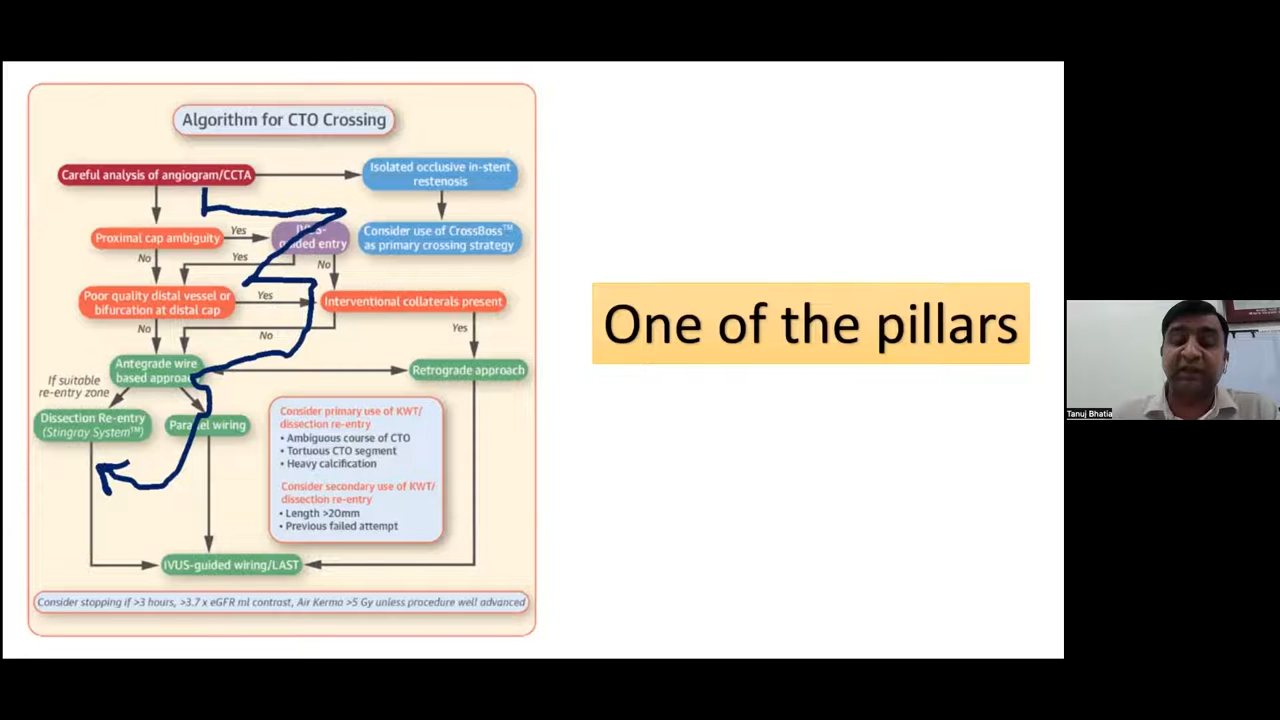 Algorithm for CTO Crossing
Careful analysis of angiogram/CCTA
Isolated occlusive in-stent
restenosis
Proximal cap ambiguity
Yes
IVUS-
guided entry
Consider use of CrossBoss™
as primary crossing strategy
No
Yes
No
Poor quality distal vessel or
bifurcation at distal cap
Yes
Interventional collaterals present
No
No
Yes
Antegrade wire
based approach
Retrograde approach
If suitable
re-entry zone
Dissection Re-entry
(Stingray System™)
Parallel wiring
Consider primary use of KWT/
dissection re-entry
• Ambiguous course of CTO
• Tortuous CTO segment
• Heavy calcification
Consider secondary use of KWT/
dissection re-entry
• Length >20mm
• Previous failed attempt
IVUS-guided wiring/LAST
Consider stopping if >3 hours, >3.7 x eGFR ml contrast, Air Kerma >5 Gy unless procedure well advanced
One of the pillars
Tanuj Bhatia